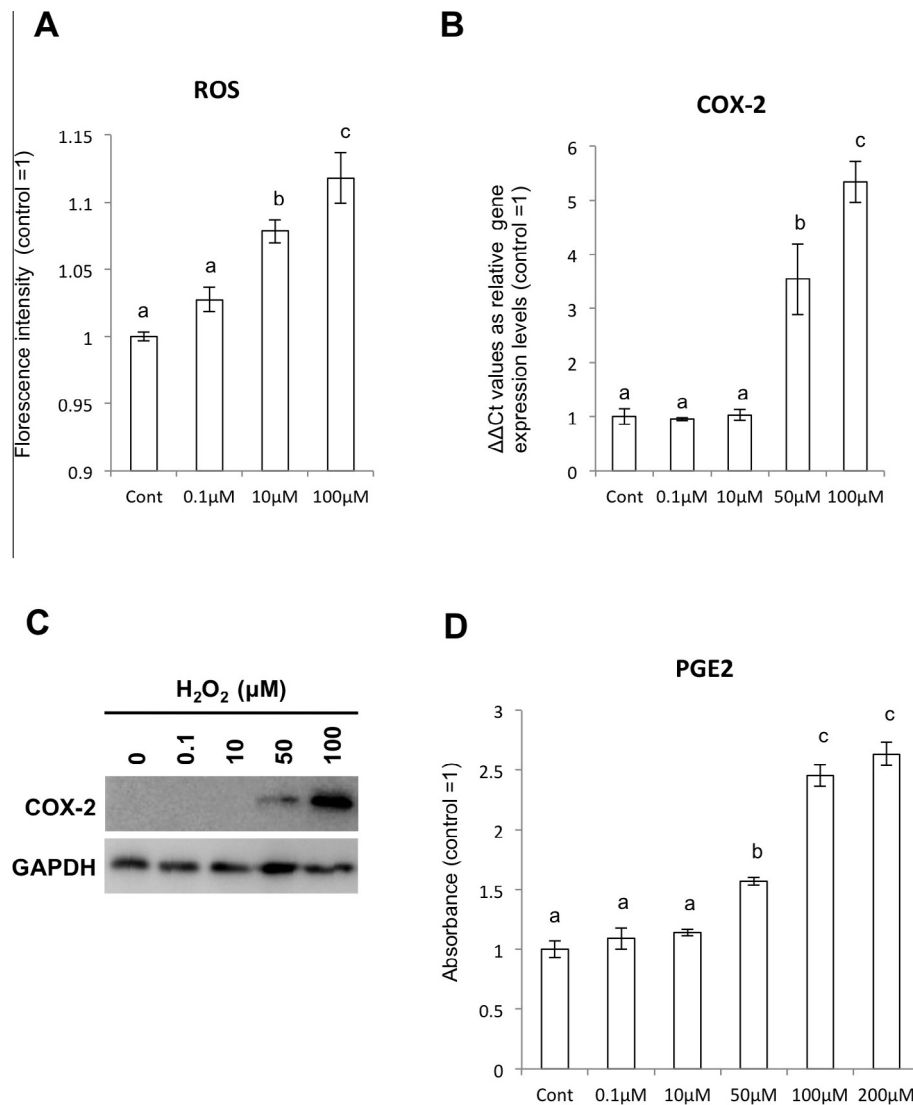 A
ROS
Florescence intensity (control =1)
1.15
1.1
1.05
1
0.95
0.9
a
a
b
c
Cont 0.1μM 10μM 100μM
B
COX-2
ΔΔCt values as relative gene
expression levels (control =1)
6
5
4
3
2
1
0
a
a
a
b
c
Cont 0.1μM 10μM 50μM 100μM
C
H₂O₂ (μM)
0 0.1 10 50 100
COX-2
GAPDH
D
PGE2
Absorbance (control =1)
3
2.5
2
1.5
1
0.5
0
a
a
a
b
c
c
Cont 0.1μM 10μM 50μM 100μM 200μM